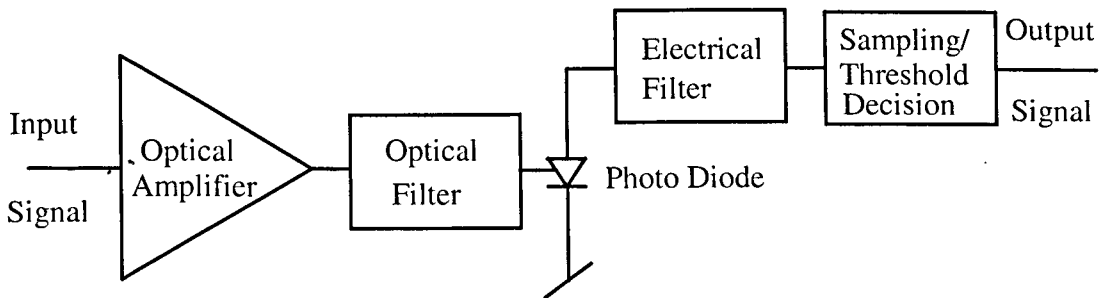 Input
Signal
Optical
Amplifier
Optical
Filter
Photo Diode
Electrical
Filter
Sampling/
Threshold
Decision
Output
Signal